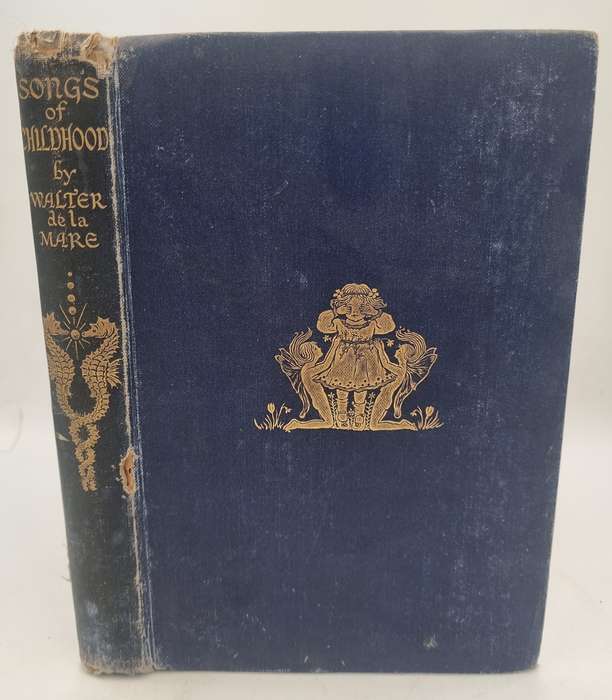 SONGS
of
CHILDHOOD
by
WALTER
de la
MARE